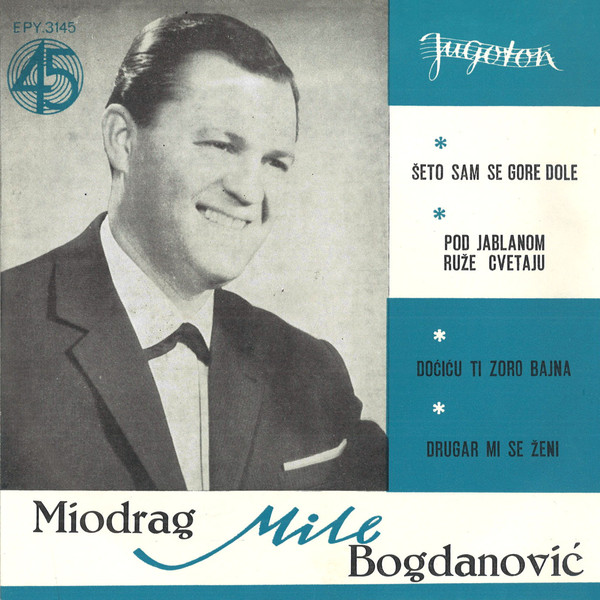 EPY. 3145
45
Jugoton
*
ŠETO SAM SE GORE DOLE
*
POD JABLANOM
RUŽE CVETAJU
*
DOĆIĆU TI ZORO BAJNA
*
DRUGAR MI SE ŽENI
Miodrag Mile
Bogdanović